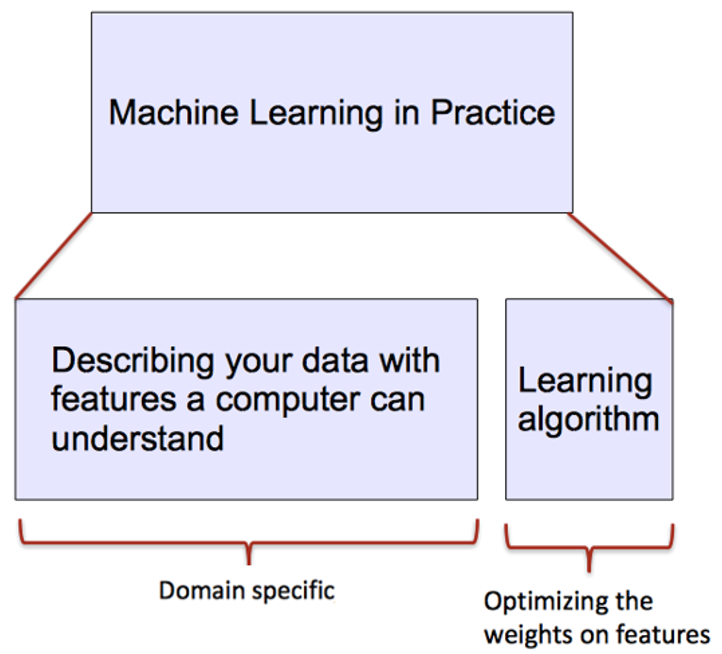 Machine Learning in Practice
Describing your data with
features a computer can
understand
Learning
algorithm
Domain specific
Optimizing the
weights on features